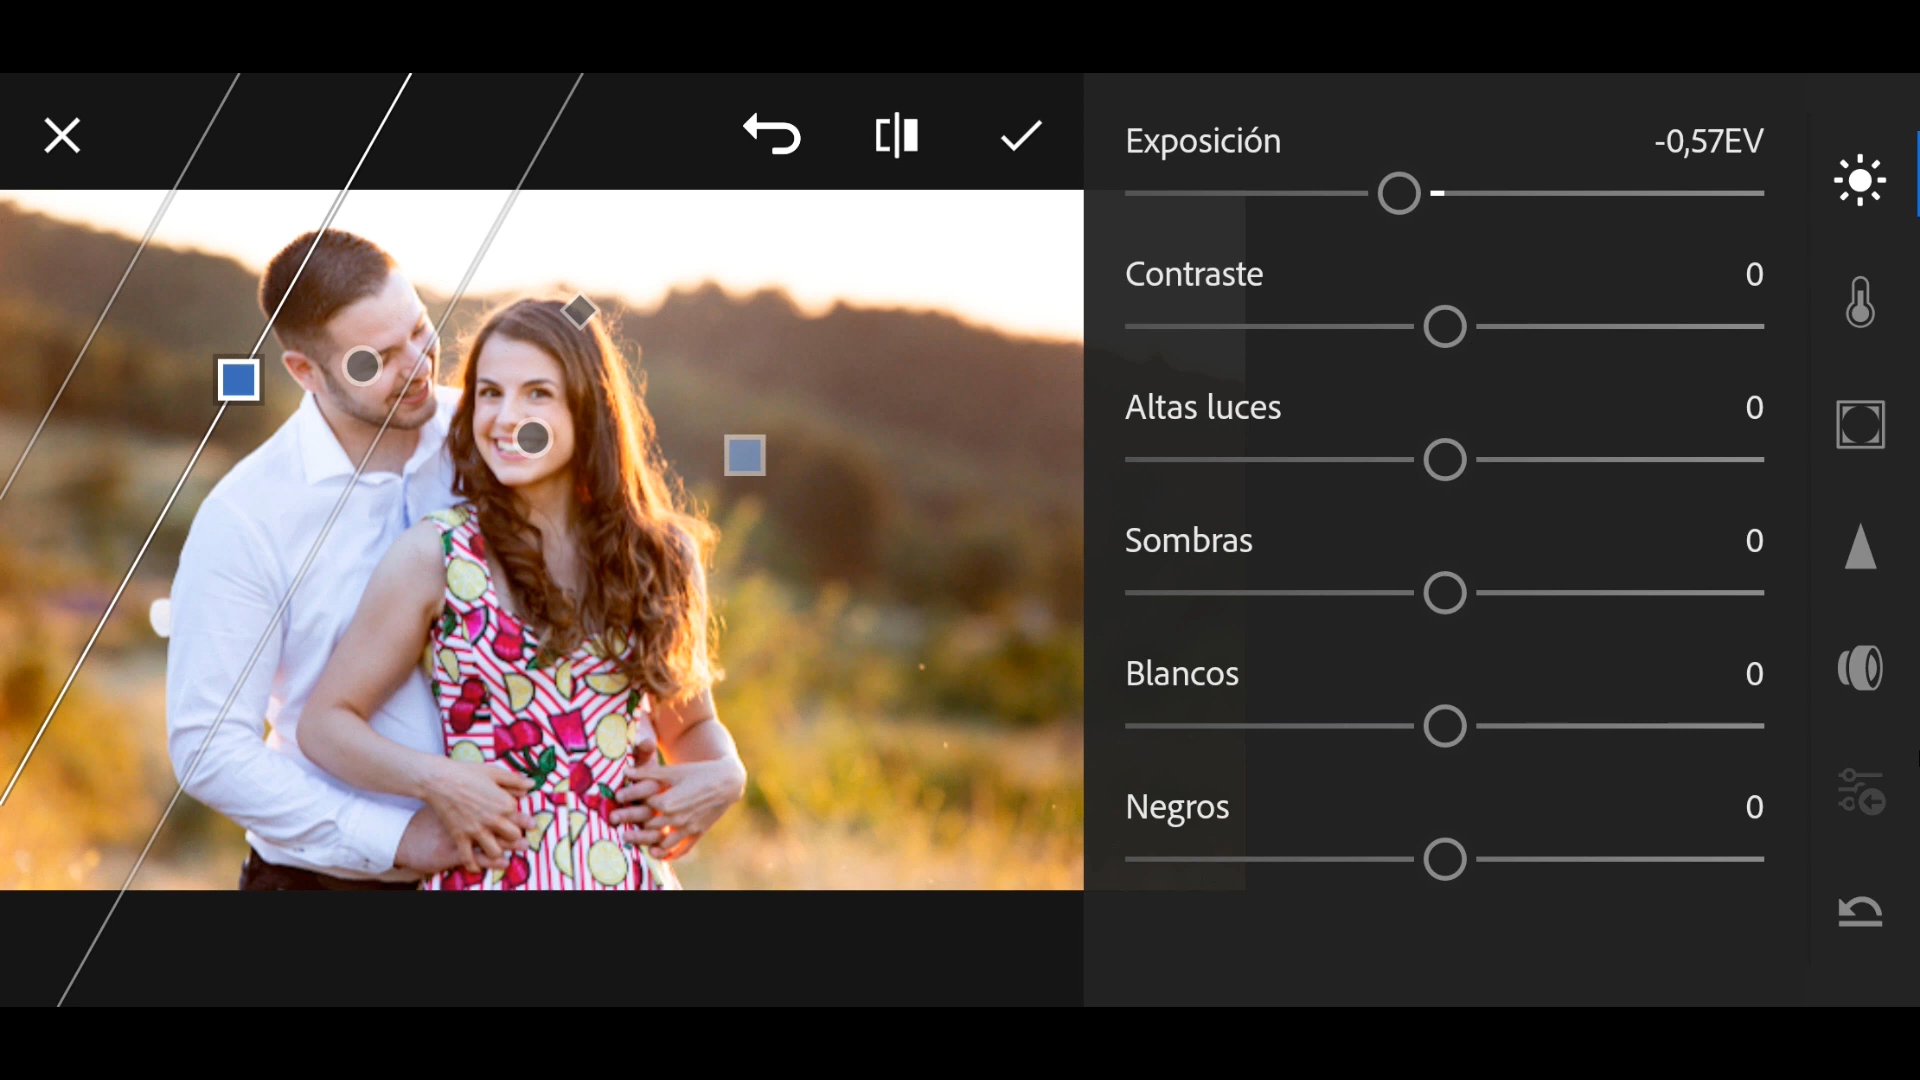 Exposición -0,57EV
Contraste 0
Altas luces 0
Sombras 0
Blancos 0
Negros 0